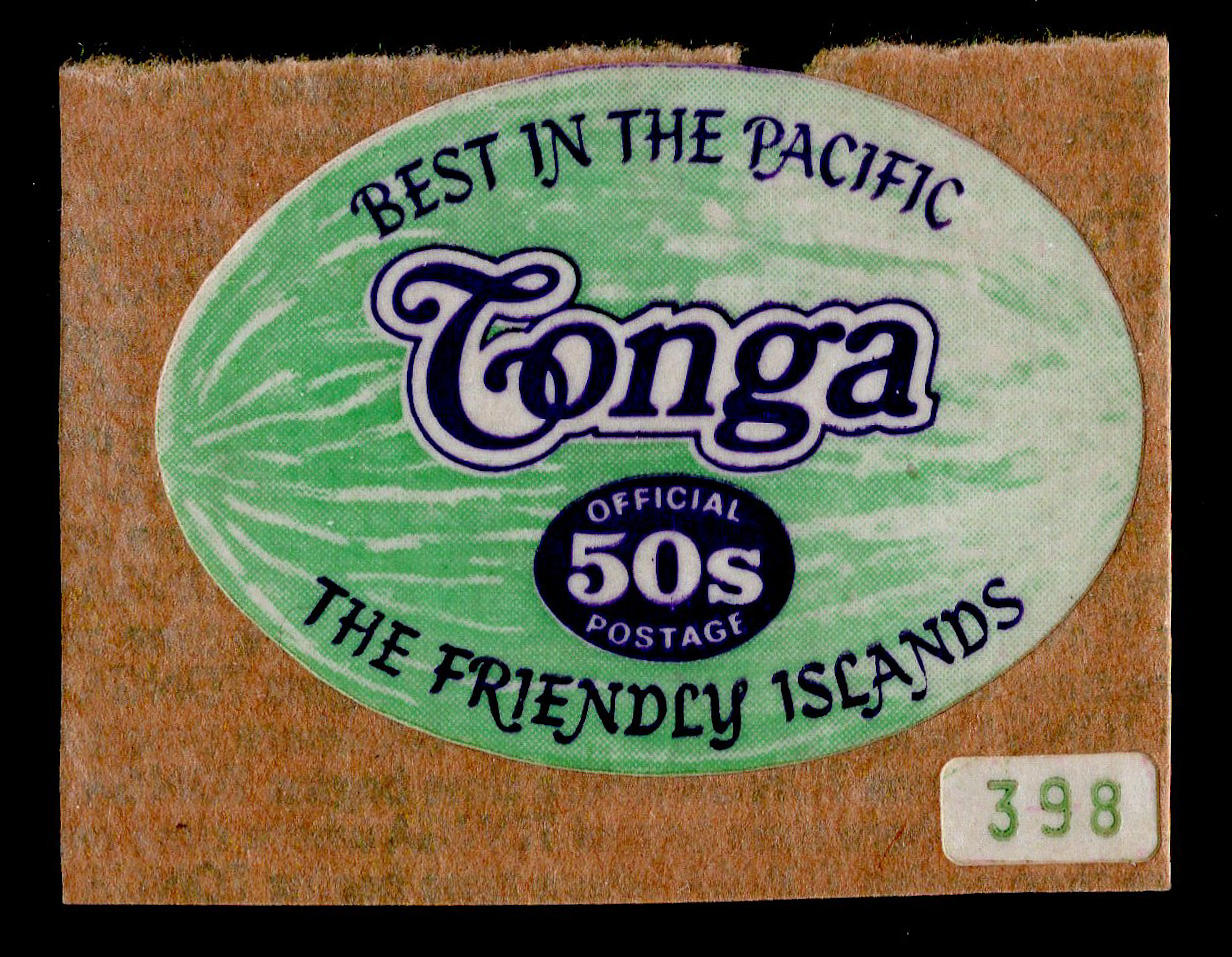 BEST IN THE PACIFIC
Tonga
OFFICIAL
50s
POSTAGE
THE FRIENDLY ISLANDS
398